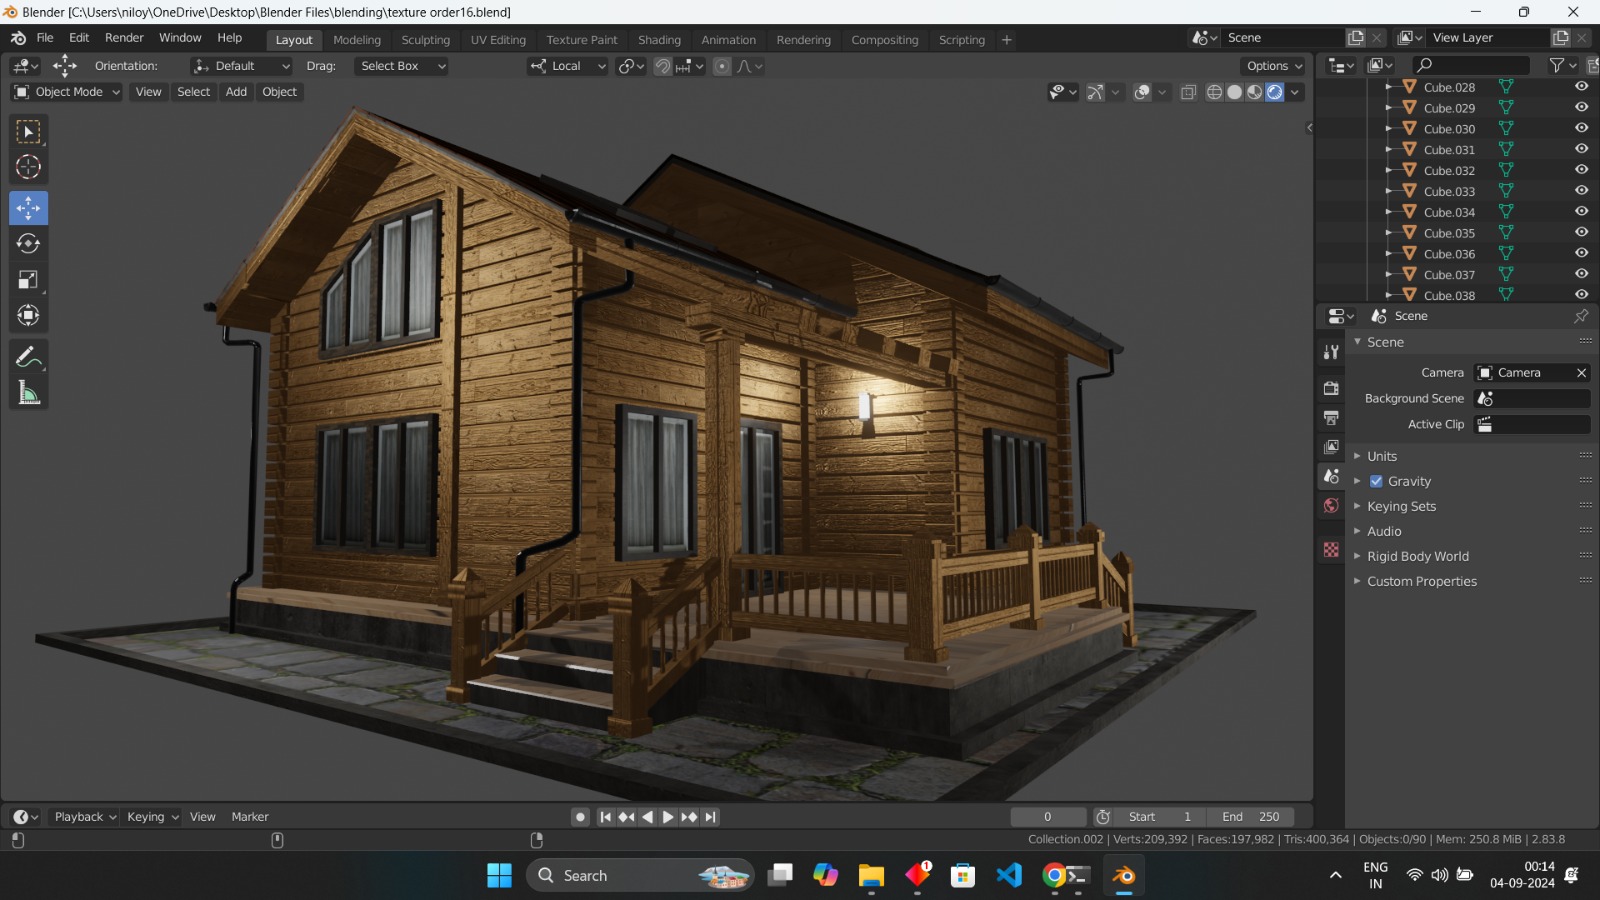 Blender [C:\Users\niloy\OneDrive\Desktop\Blender Files\blending\texture order16.blend]
File Edit Render Window Help Layout Modeling Sculpting UV Editing Texture Paint Shading Animation Rendering Compositing Scripting + Scene View Layer
Orientation: Default Drag: Select Box Local Options
Object Mode View Select Add Object
Cube.028
Cube.029
Cube.030
Cube.031
Cube.032
Cube.033
Cube.034
Cube.035
Cube.036
Cube.037
Cube.038
Scene
Scene
Camera Camera
Background Scene
Active Clip
Units
Gravity
Keying Sets
Audio
Rigid Body World
Custom Properties
Playback Keying View Marker 0 Start 1 End 250
Collection.002 | Verts:209,392 | Faces:197,982 | Tris:400,364 | Objects:0/90 | Mem: 250.8 MiB | 2.83.8
Search 1 ENG IN 00:14
04-09-2024